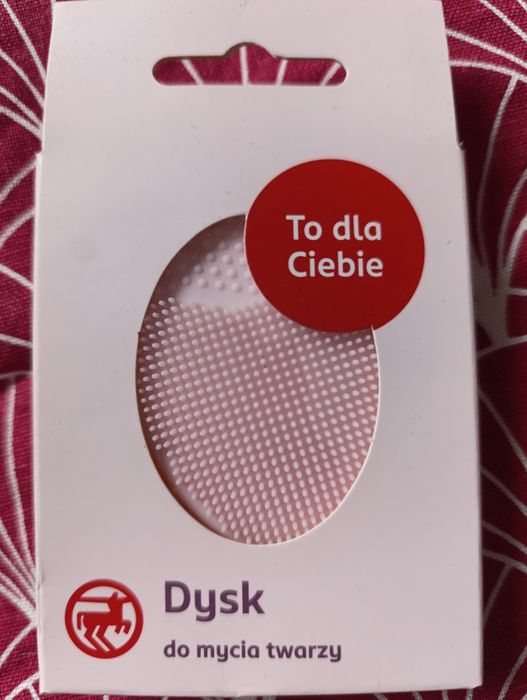 To dla
Ciebie
Dysk
do mycia twarzy